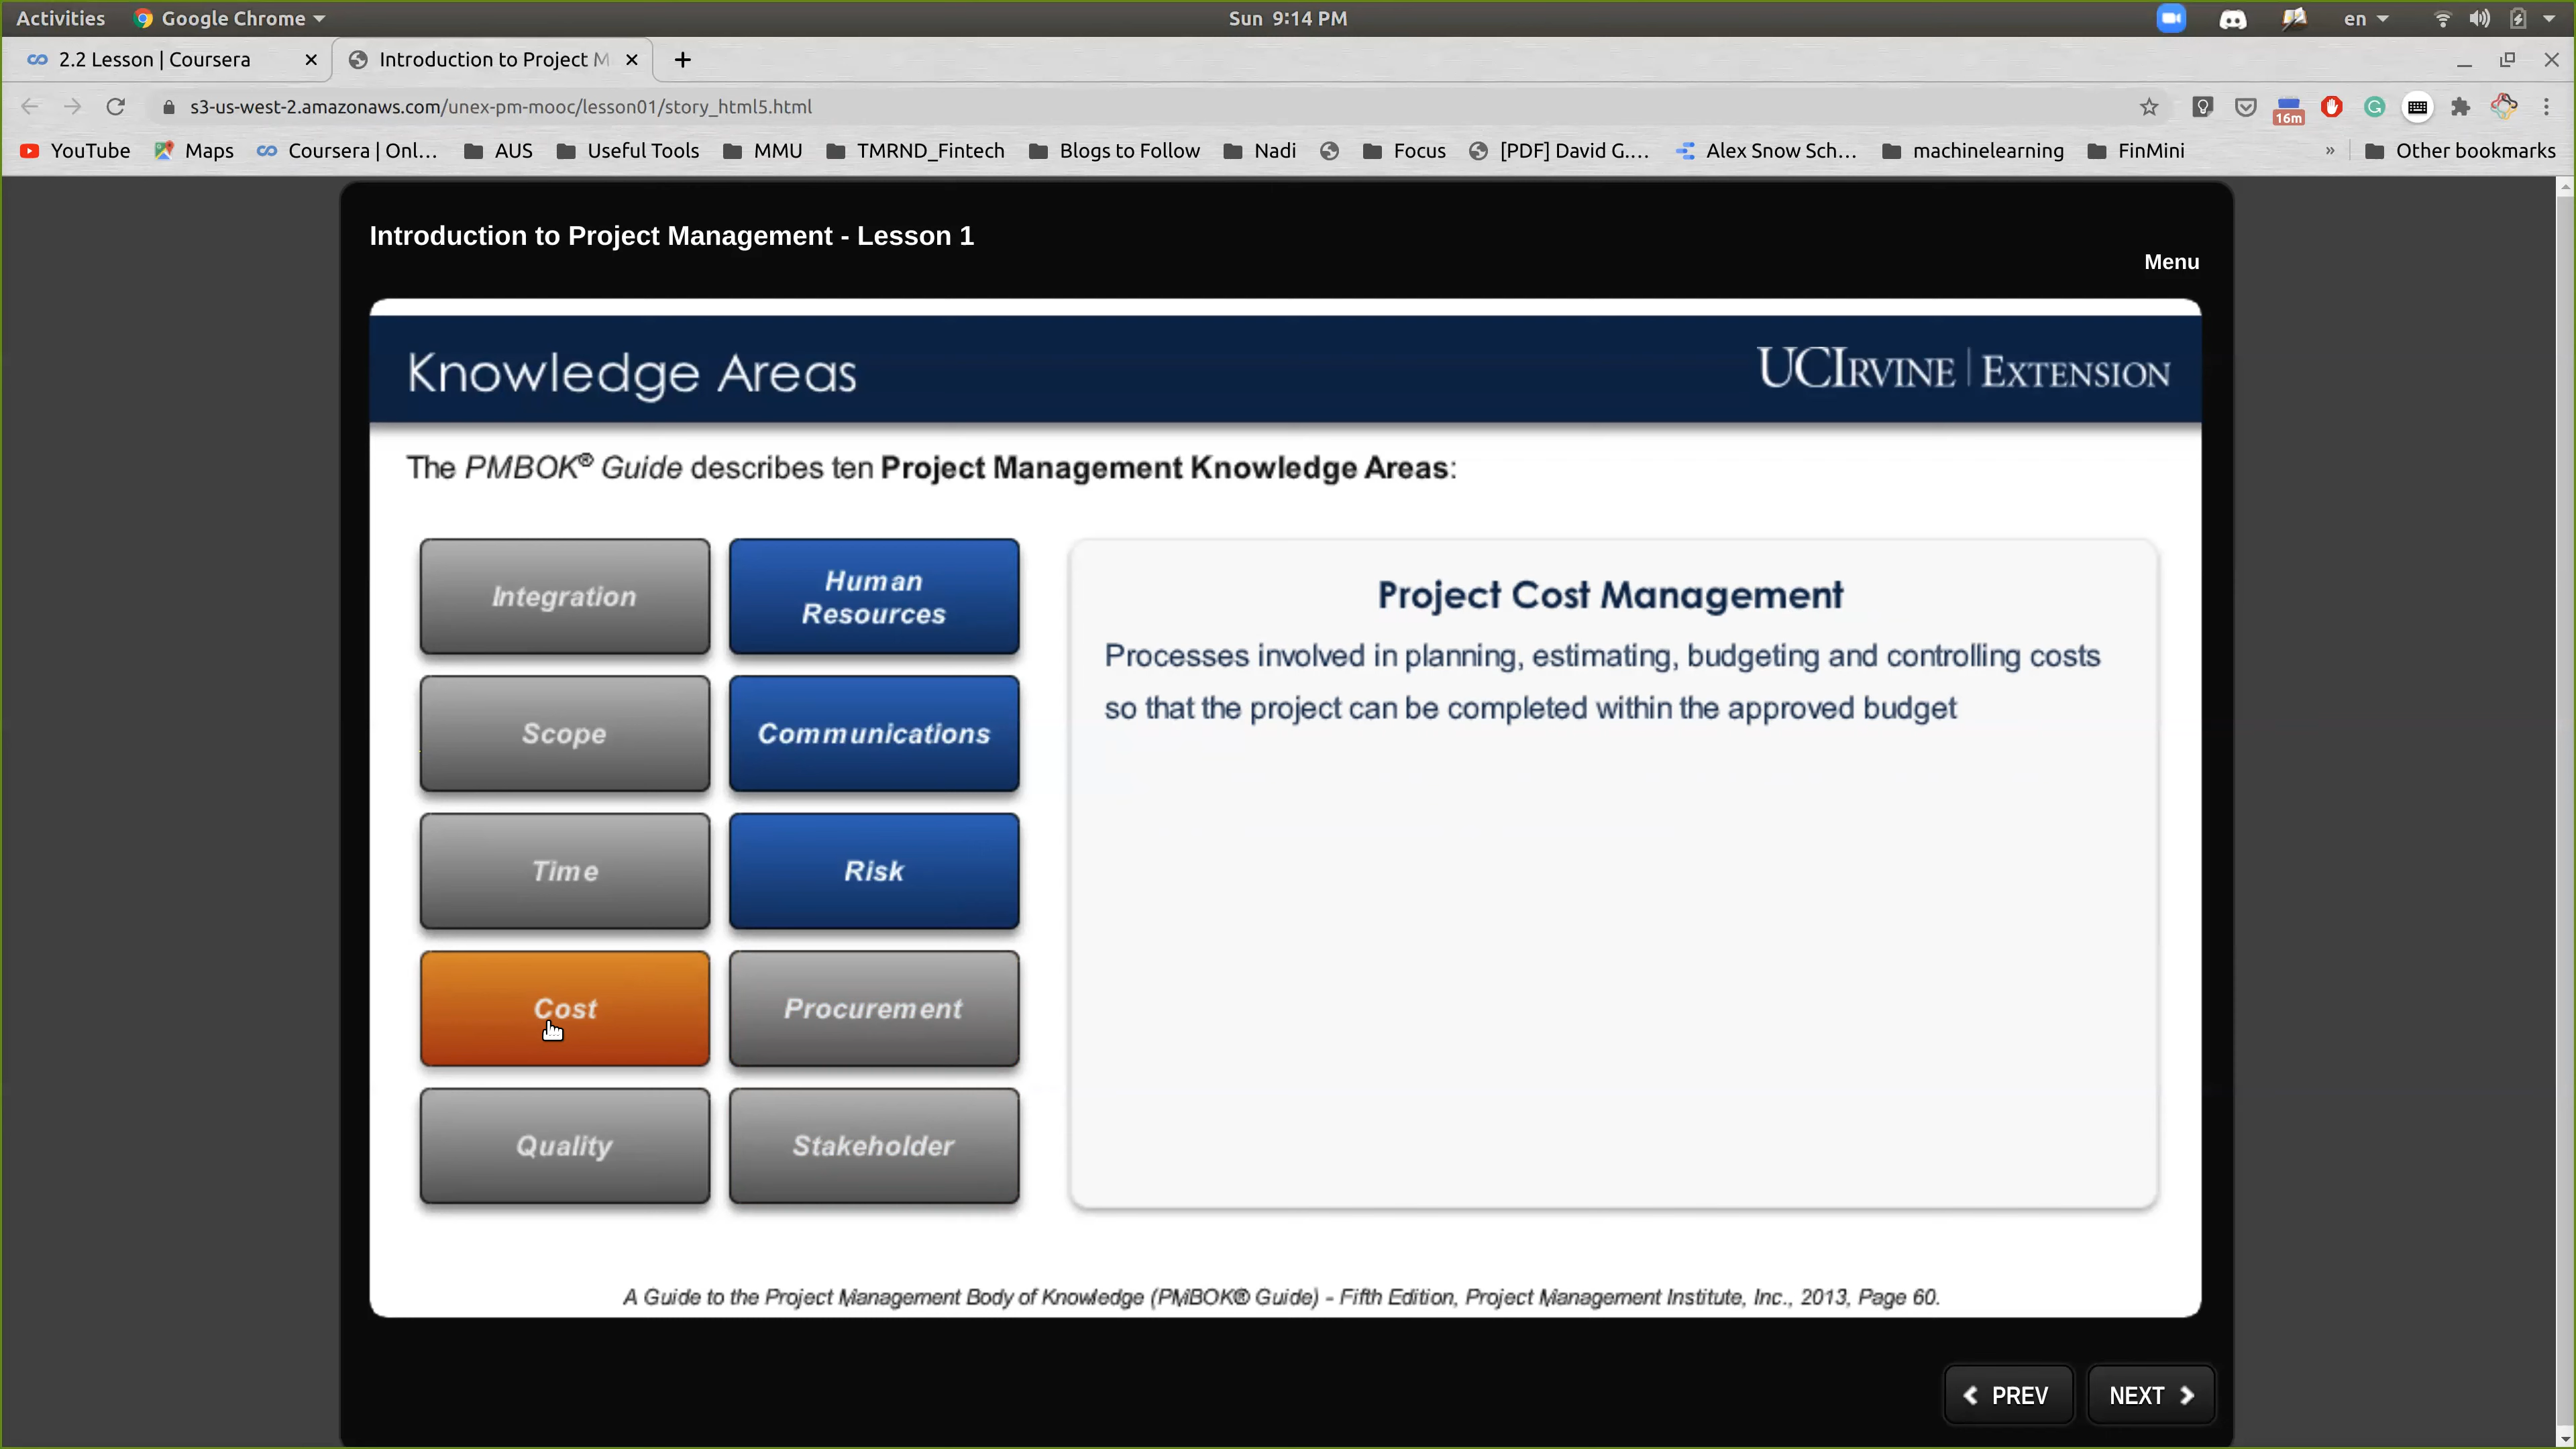 Activities Google Chrome Sun 9:14 PM en
2.2 Lesson | Coursera Introduction to Project M
s3-us-west-2.amazonaws.com/unex-pm-mooc/lesson01/story_html5.html 16m
YouTube Maps Coursera | Onl... AUS Useful Tools MMU TMRND_Fintech Blogs to Follow Nadi Focus [PDF] David G.... Alex Snow Sch... machinelearning FinMini » Other bookmarks
Introduction to Project Management - Lesson 1
Menu
Knowledge Areas
UCIRVINE | EXTENSION
The PMBOK® Guide describes ten Project Management Knowledge Areas:
Integration
Human
Resources
Scope
Communications
Time
Risk
Cost
Procurement
Quality
Stakeholder
Project Cost Management
Processes involved in planning, estimating, budgeting and controlling costs
so that the project can be completed within the approved budget
A Guide to the Project Management Body of Knowledge (PMBOK® Guide) - Fifth Edition, Project Management Institute, Inc., 2013, Page 60.
PREV NEXT